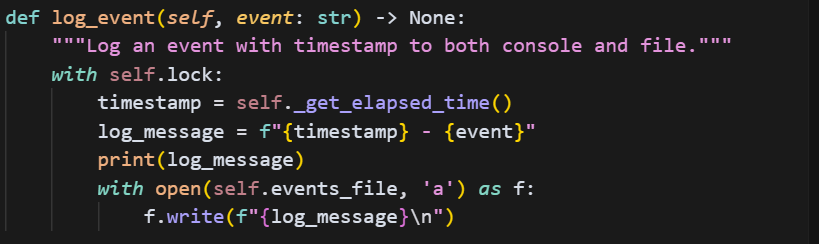 def log_event(self, event: str) -> None:
    """Log an event with timestamp to both console and file."""
    with self.lock:
        timestamp = self._get_elapsed_time()
        log_message = f"{timestamp} - {event}"
        print(log_message)
        with open(self.events_file, 'a') as f:
            f.write(f"{log_message}\n")